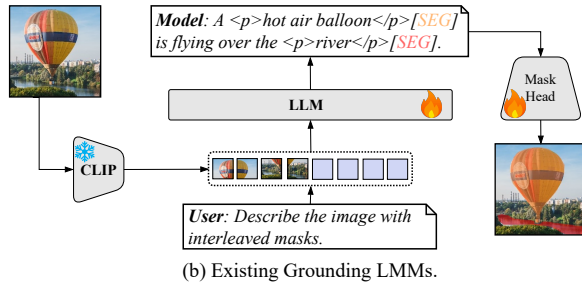 Model: A <p>hot air balloon</p>[SEG]
is flying over the <p>river</p>[SEG].
LLM
Mask
Head
CLIP
User: Describe the image with
interleaved masks.
(b) Existing Grounding LMMs.